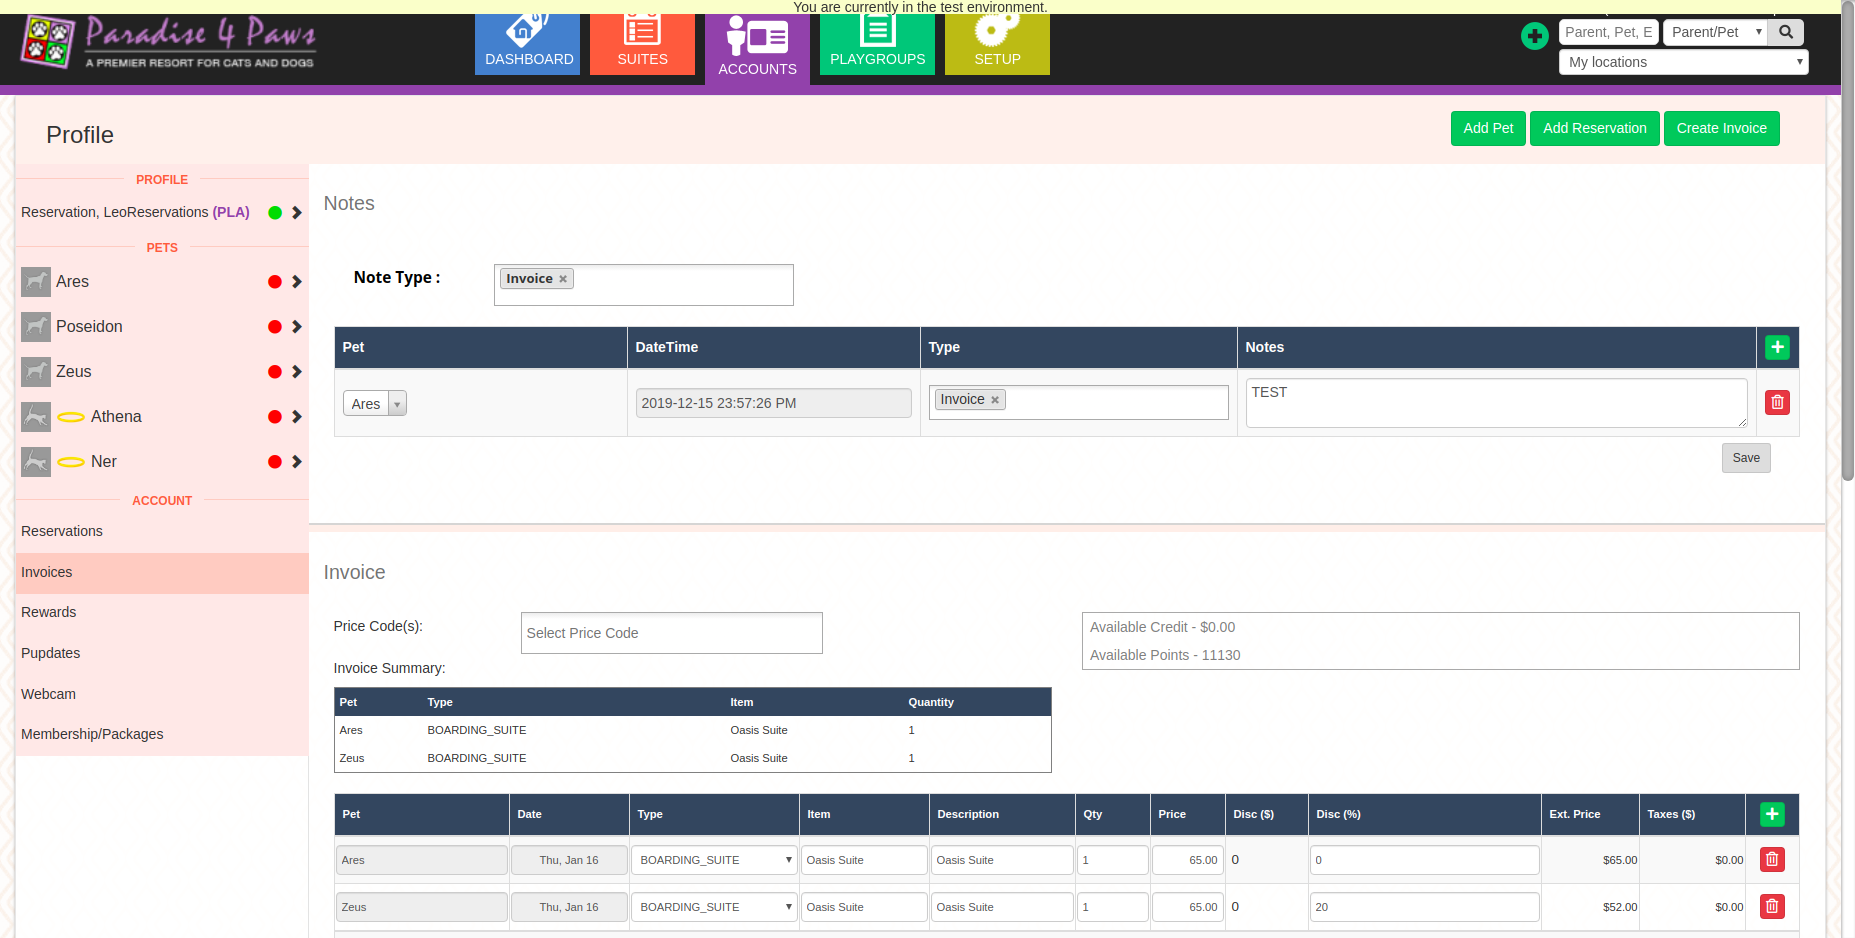 You are currently in the test environment.
Paradise 4 Paws
A PREMIER RESORT FOR CATS AND DOGS
DASHBOARD
SUITES
ACCOUNTS
PLAYGROUPS
SETUP
Parent, Pet, E
Parent/Pet
My locations
Profile
Add Pet
Add Reservation
Create Invoice
PROFILE
Reservation, LeoReservations (PLA)
PETS
Ares
Poseidon
Zeus
Athena
Ner
ACCOUNT
Reservations
Invoices
Rewards
Pupdates
Webcam
Membership/Packages
Notes
Note Type :
Invoice
Pet DateTime Type Notes
Ares 2019-12-15 23:57:26 PM Invoice TEST
Save
Invoice
Price Code(s): Select Price Code
Available Credit - $0.00
Available Points - 11130
Invoice Summary:
Pet Type Item Quantity
Ares BOARDING_SUITE Oasis Suite 1
Zeus BOARDING_SUITE Oasis Suite 1
Pet Date Type Item Description Qty Price Disc ($) Disc (%) Ext. Price Taxes ($)
Ares Thu, Jan 16 BOARDING_SUITE Oasis Suite Oasis Suite 1 65.00 0 0 $65.00 $0.00
Zeus Thu, Jan 16 BOARDING_SUITE Oasis Suite Oasis Suite 1 65.00 0 20 $52.00 $0.00